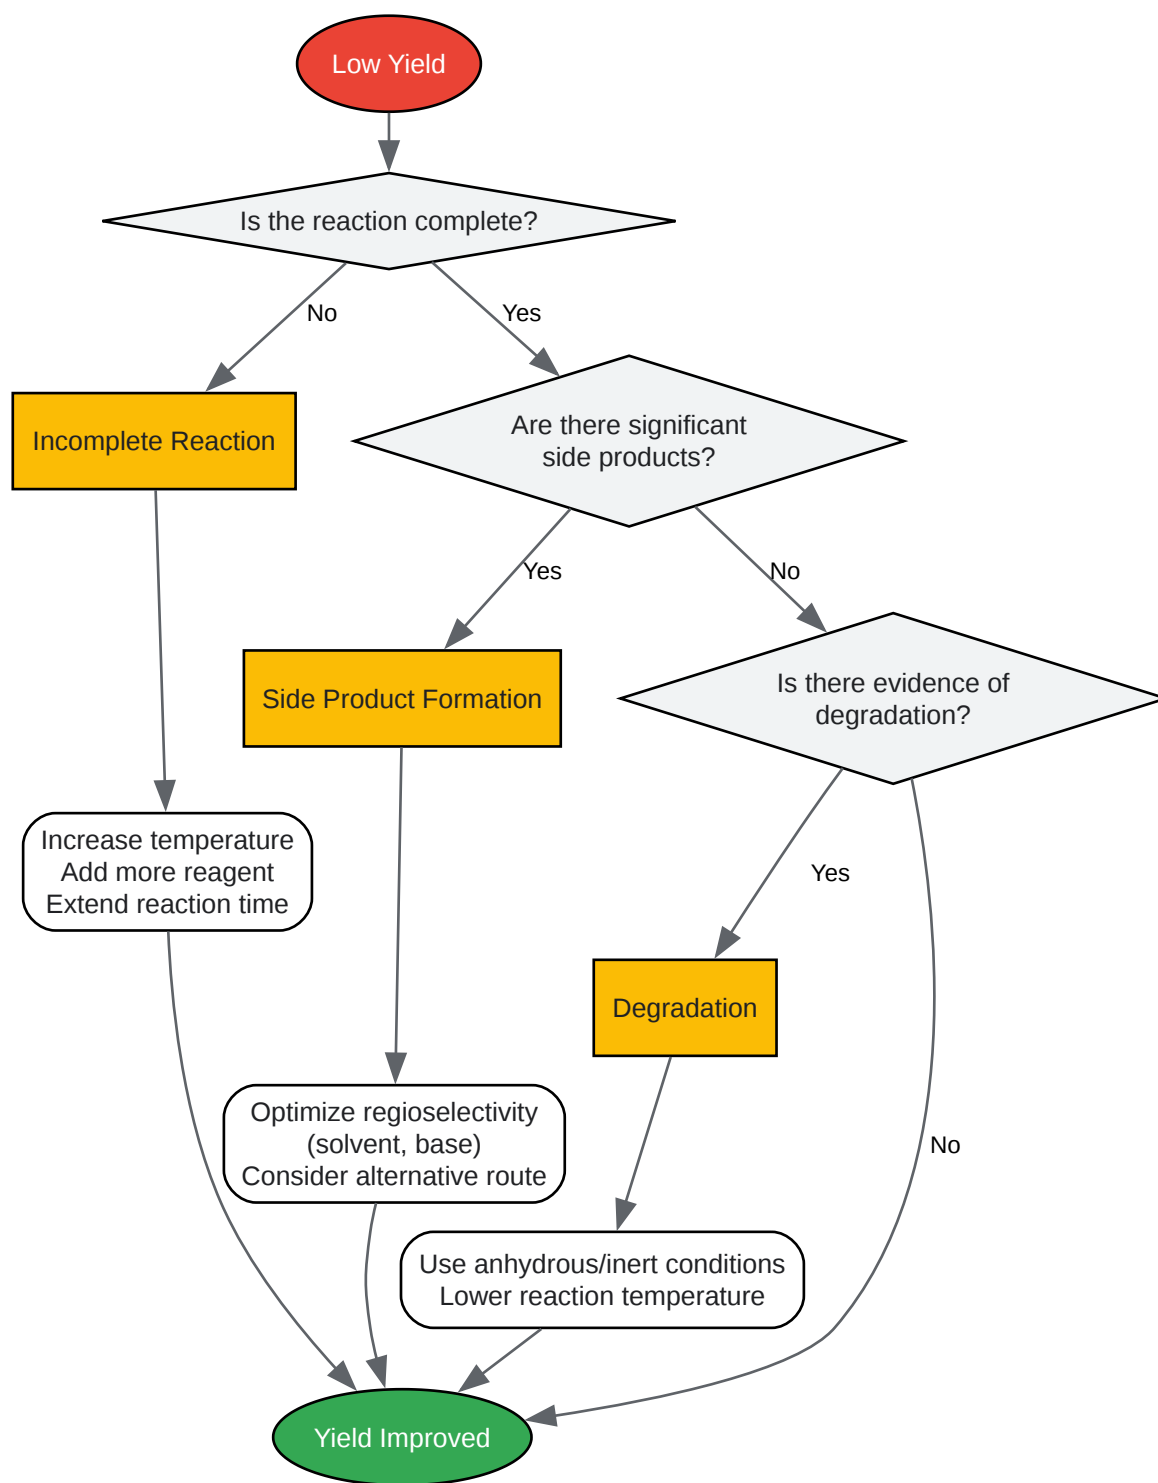 Low Yield
Is the reaction complete?
No
Yes
Incomplete Reaction
Are there significant
side products?
Yes
No
Side Product Formation
Is there evidence of
degradation?
Increase temperature
Add more reagent
Extend reaction time
Yes
Degradation
Optimize regioselectivity
(solvent, base)
Consider alternative route
No
Use anhydrous/inert conditions
Lower reaction temperature
Yield Improved